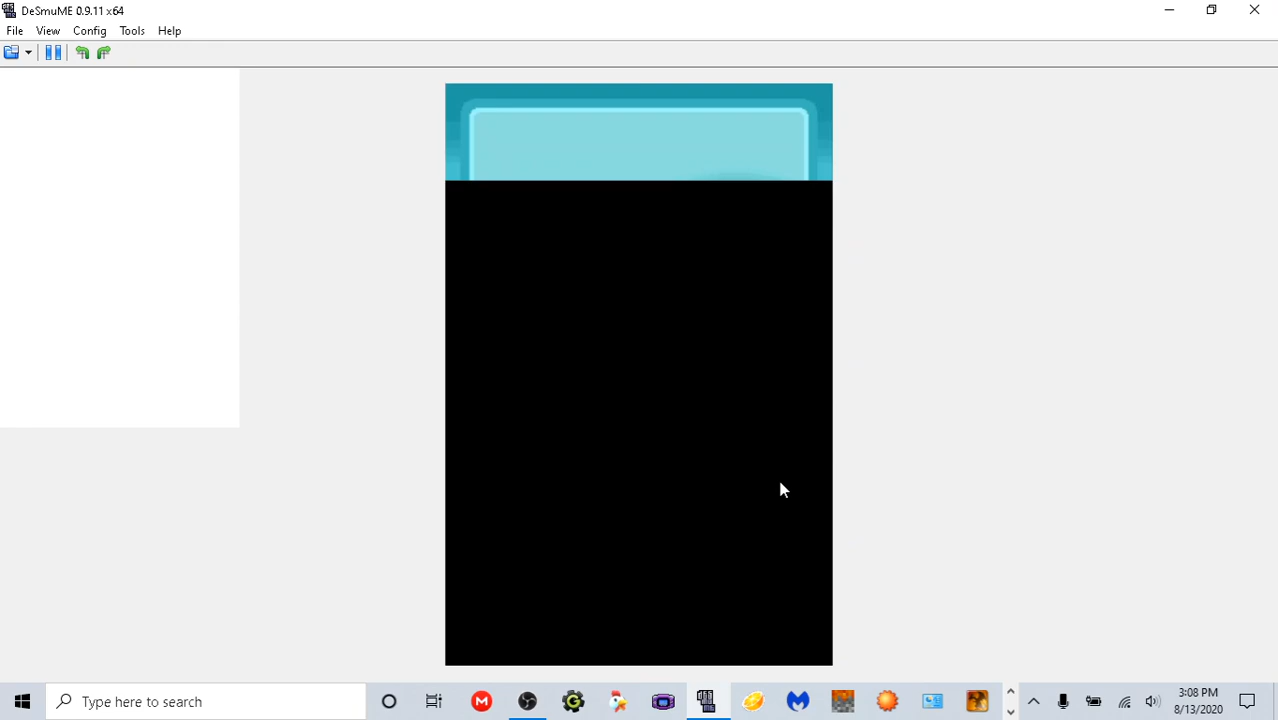 DeSmuME 0.9.11 x64
File View Config Tools Help
Type here to search
3:08 PM
8/13/2020